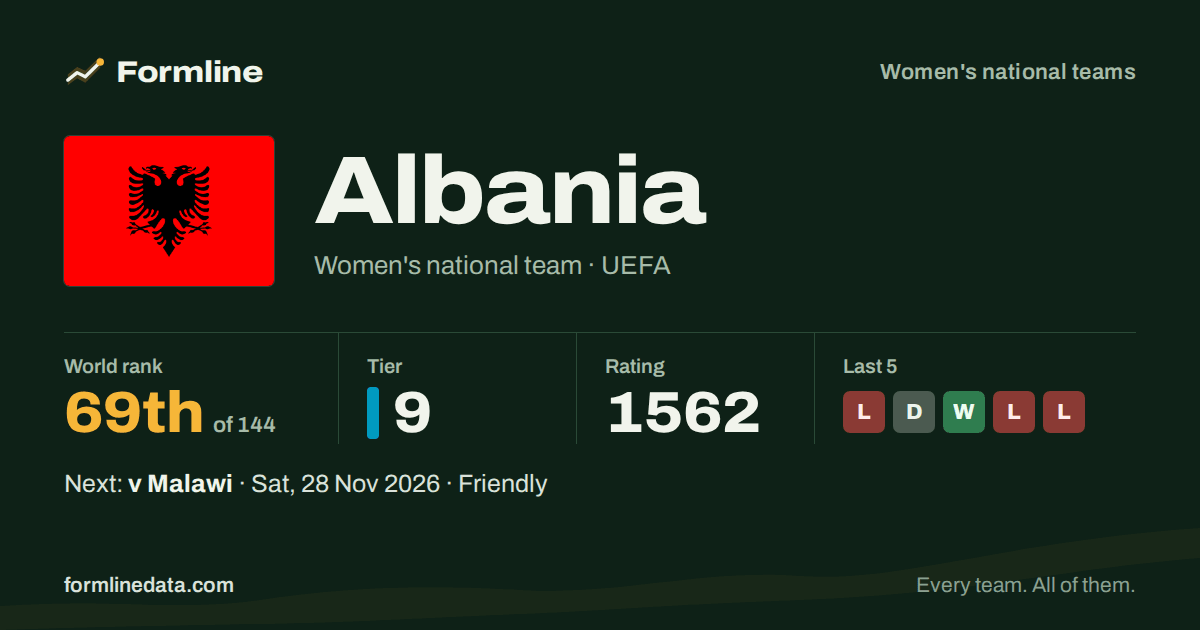 Formline
Women's national teams
Albania
Women's national team · UEFA
World rank
69th of 144
Tier
9
Rating
1562
Last 5
L D W L L
Next: v Malawi · Sat, 28 Nov 2026 · Friendly
formlinedata.com
Every team. All of them.